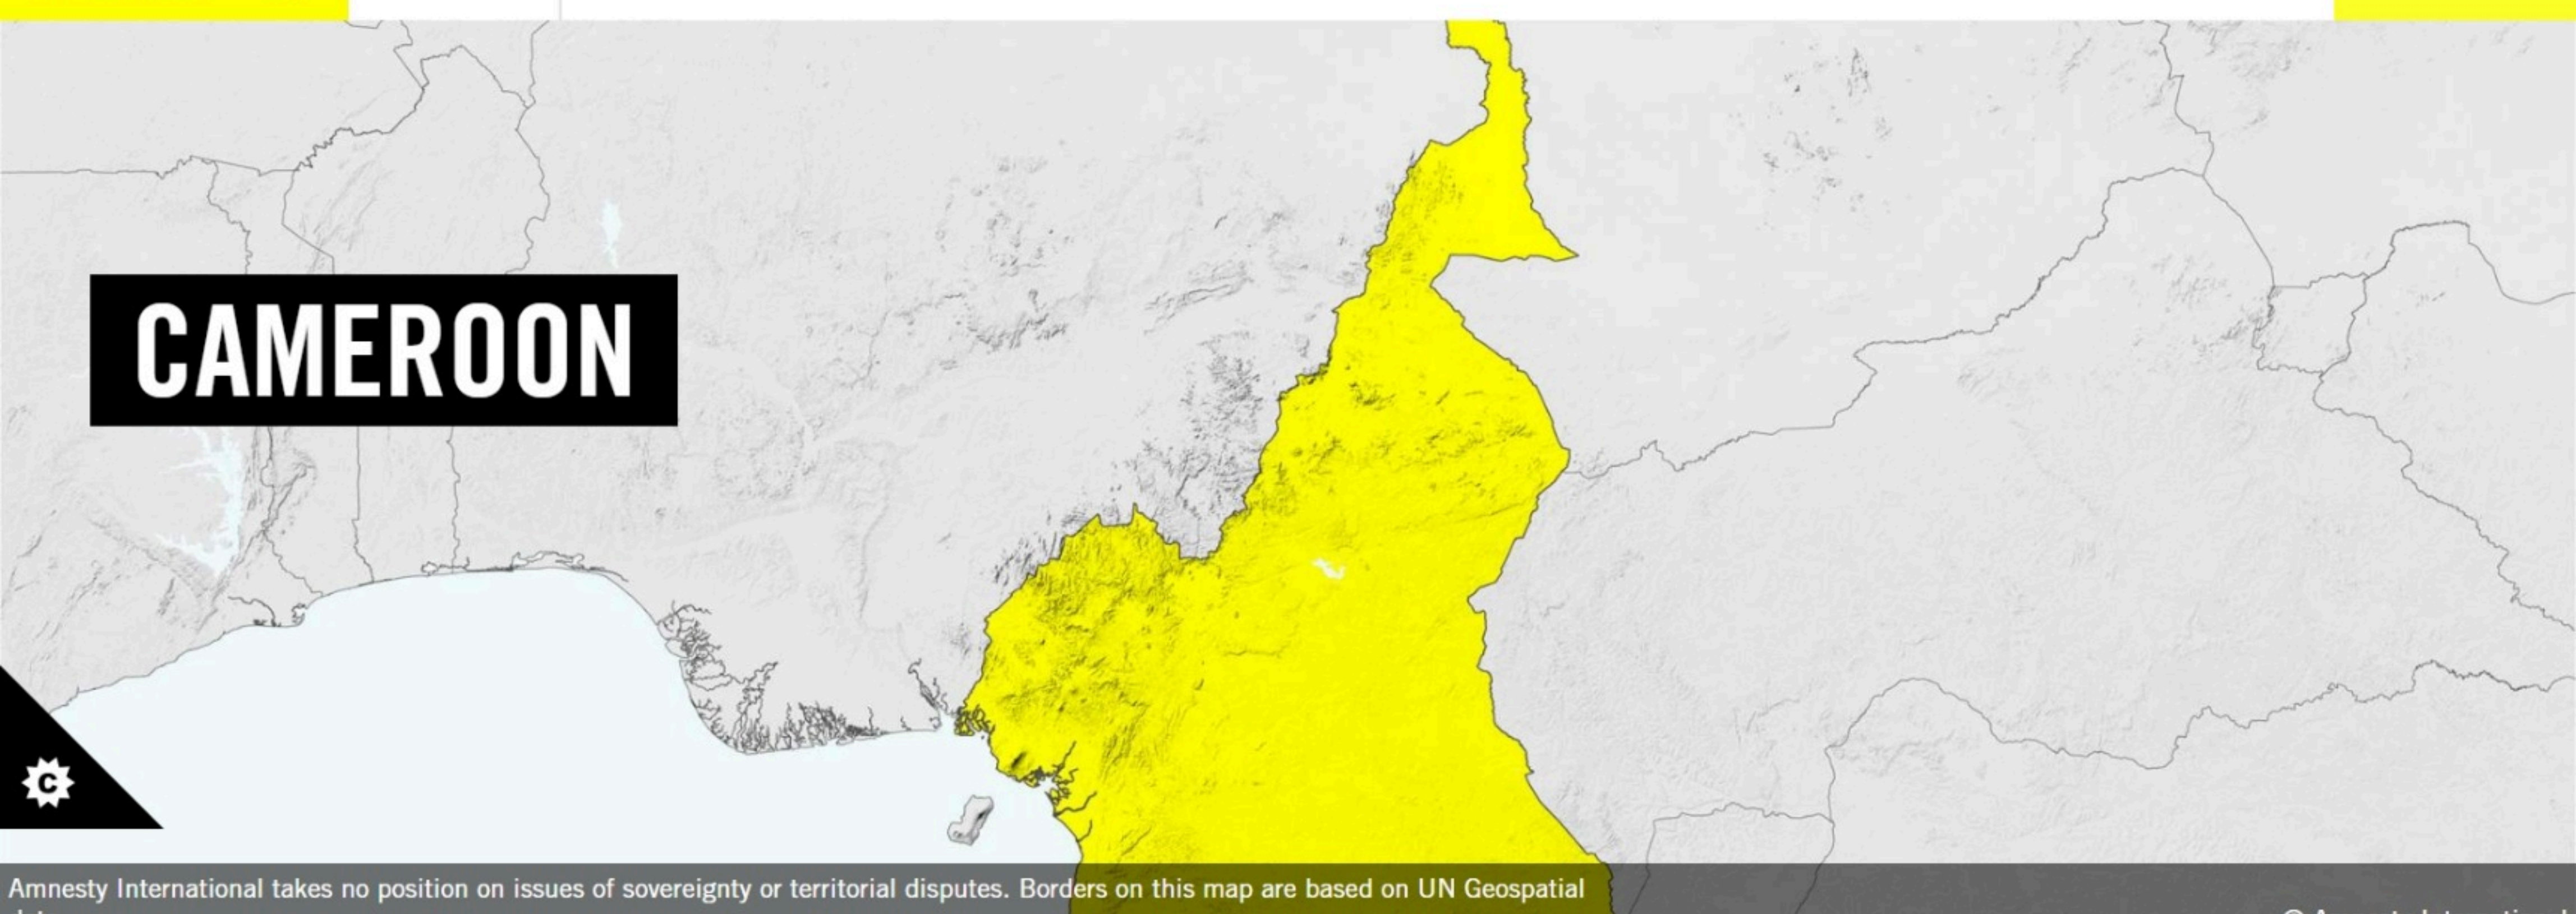 CAMEROON
C
Amnesty International takes no position on issues of sovereignty or territorial disputes. Borders on this map are based on UN Geospatial